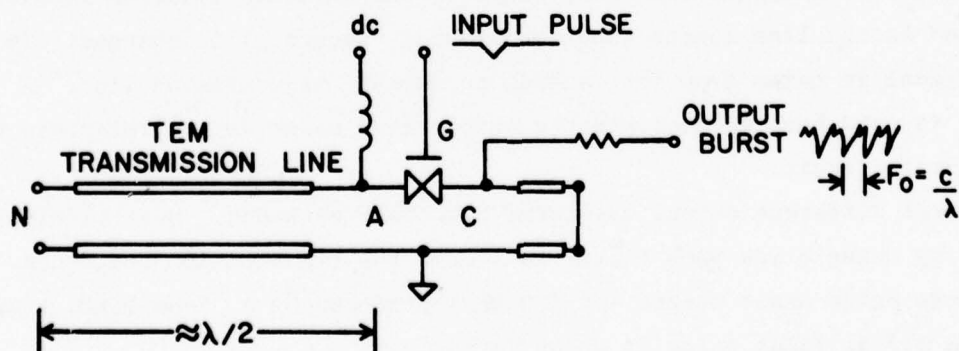 dc
INPUT PULSE
G
TEM
TRANSMISSION LINE
OUTPUT
BURST
F₀ = c/λ
N
A
C
≈λ/2